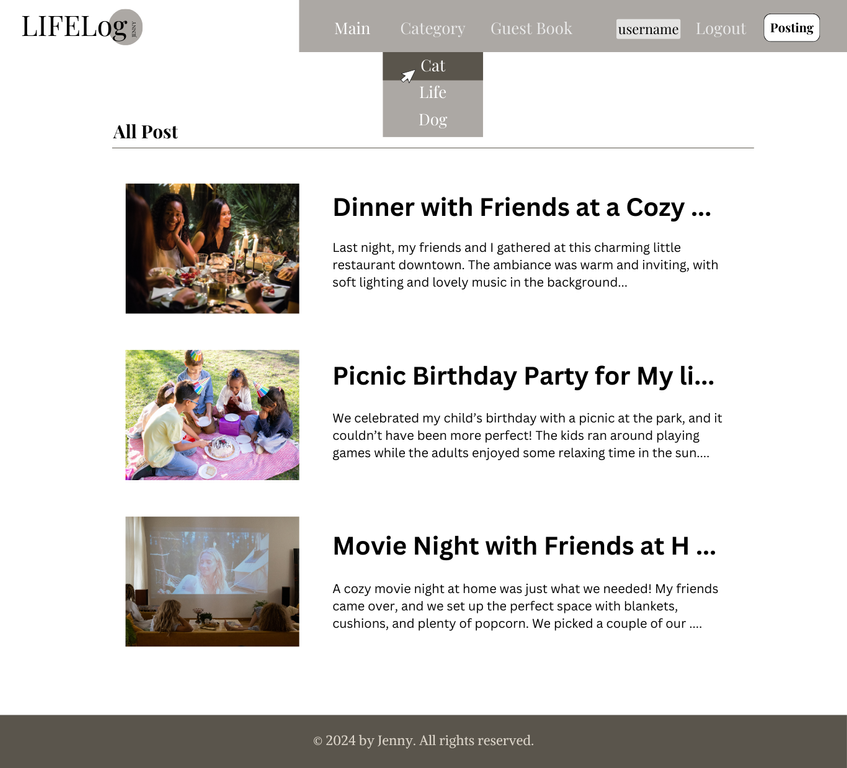 LIFELog
JENNY
Main Category Guest Book username Logout Posting
Cat
Life
Dog
All Post
Dinner with Friends at a Cozy ...
Last night, my friends and I gathered at this charming little
restaurant downtown. The ambiance was warm and inviting, with
soft lighting and lovely music in the background...
Picnic Birthday Party for My li...
We celebrated my child’s birthday with a picnic at the park, and it
couldn’t have been more perfect! The kids ran around playing
games while the adults enjoyed some relaxing time in the sun....
Movie Night with Friends at H ...
A cozy movie night at home was just what we needed! My friends
came over, and we set up the perfect space with blankets,
cushions, and plenty of popcorn. We picked a couple of our ....
© 2024 by Jenny. All rights reserved.